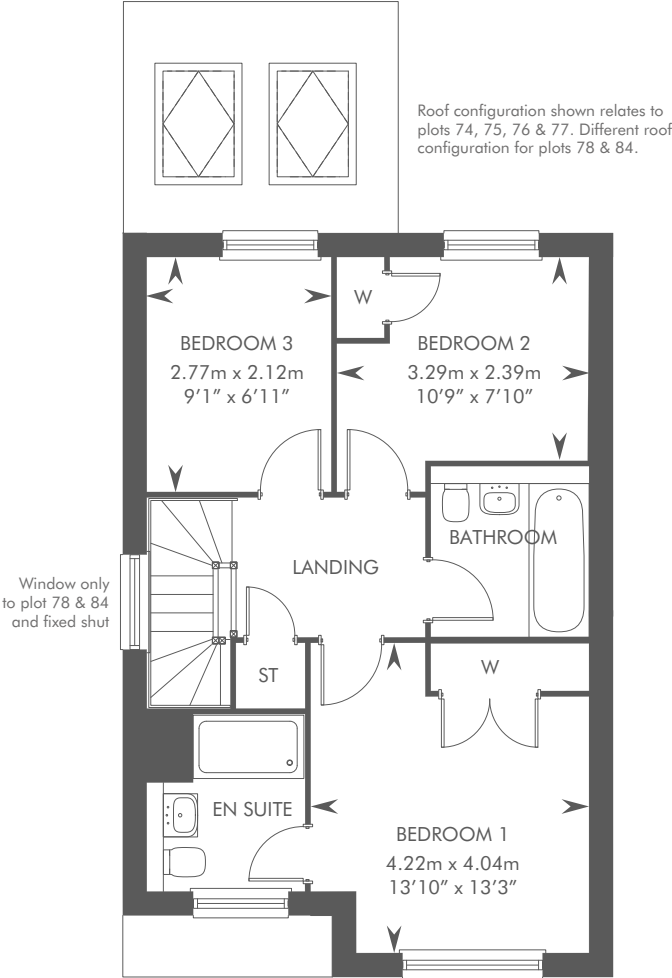 Roof configuration shown relates to
plots 74, 75, 76 & 77. Different roof
configuration for plots 78 & 84.
W
BEDROOM 3
2.77m x 2.12m
9'1" x 6'11"
BEDROOM 2
3.29m x 2.39m
10'9" x 7'10"
BATHROOM
LANDING
Window only
to plot 78 & 84
and fixed shut
ST
W
EN SUITE
BEDROOM 1
4.22m x 4.04m
13'10" x 13'3"